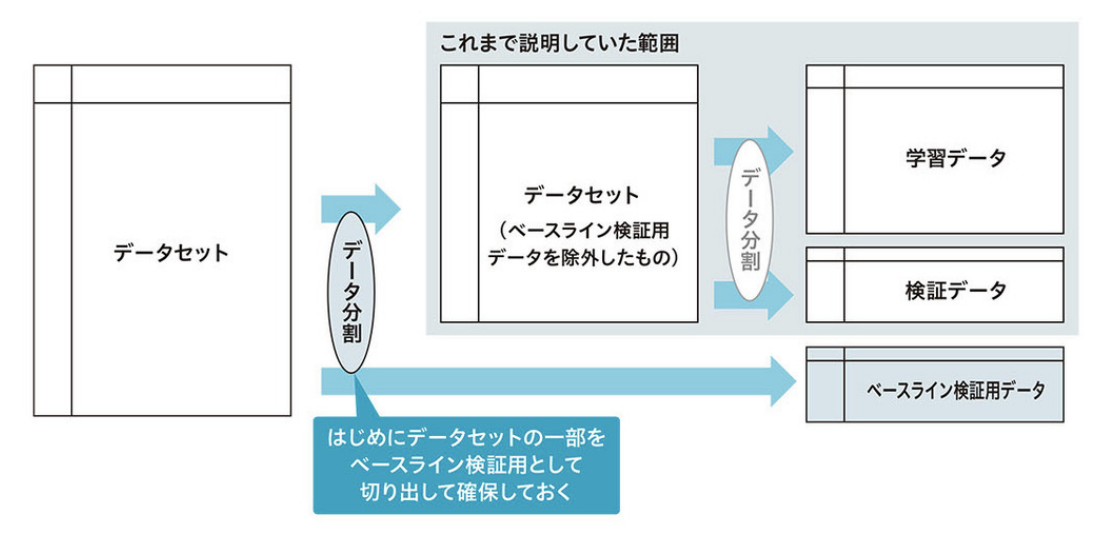 これまで説明していた範囲
データセット
データ分割
データセット
（ベースライン検証用
データを除外したもの）
データ分割
学習データ
検証データ
ベースライン検証用データ
はじめにデータセットの一部を
ベースライン検証用として
切り出して確保しておく